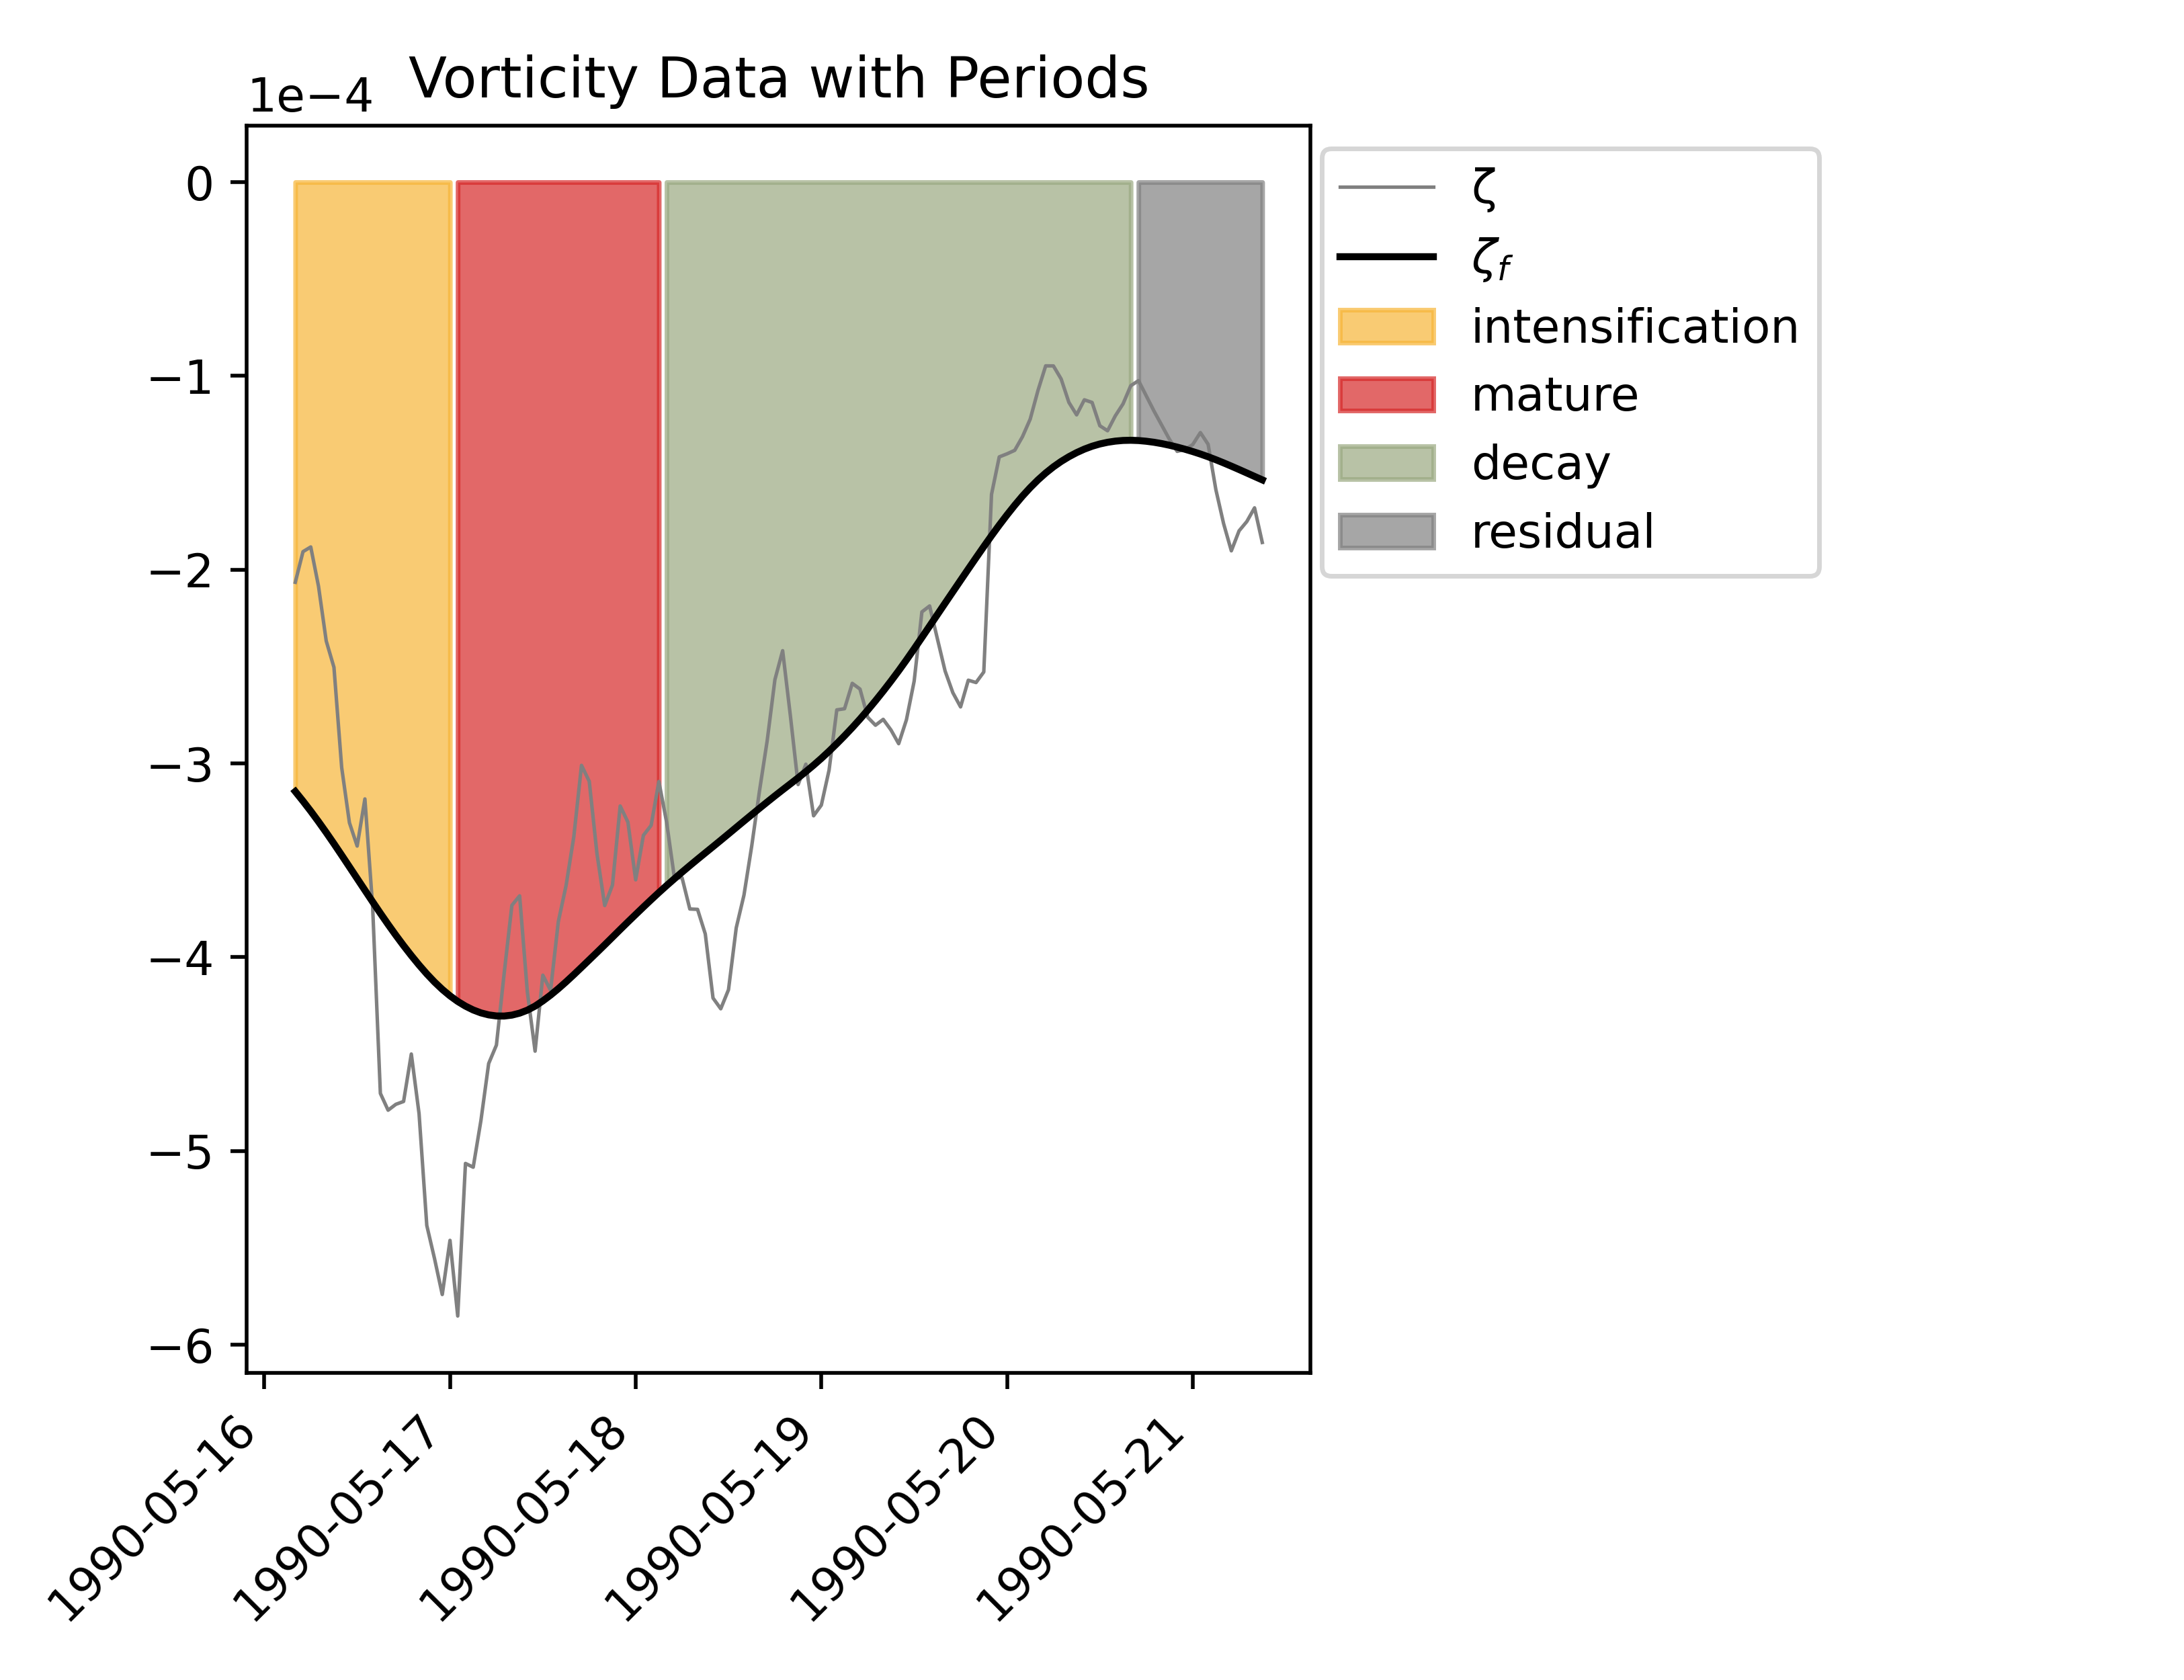 Vorticity Data with Periods
1e−4
0
−1
−2
−3
−4
−5
−6
1990-05-16
1990-05-17
1990-05-18
1990-05-19
1990-05-20
1990-05-21
ζ
ζf
intensification
mature
decay
residual